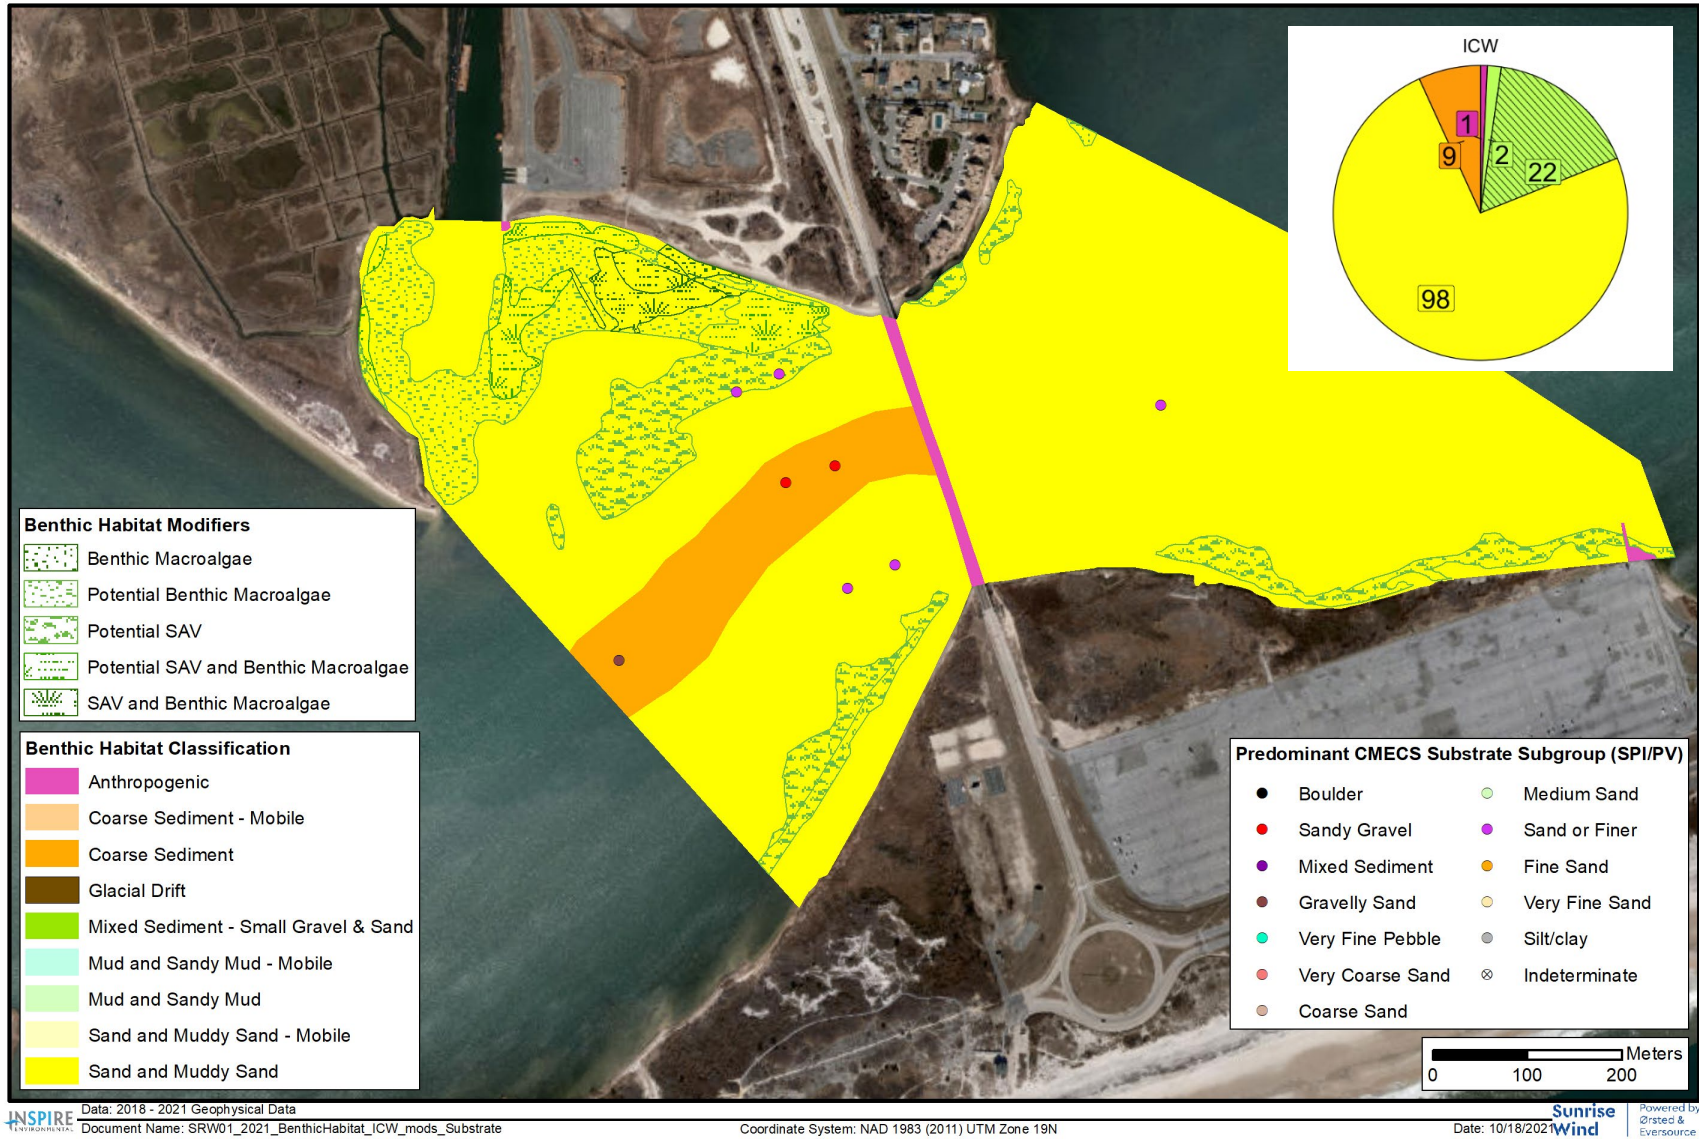 ICW
1
9
2
22
98
Benthic Habitat Modifiers
Benthic Macroalgae
Potential Benthic Macroalgae
Potential SAV
Potential SAV and Benthic Macroalgae
SAV and Benthic Macroalgae
Benthic Habitat Classification
Anthropogenic
Coarse Sediment - Mobile
Coarse Sediment
Glacial Drift
Mixed Sediment - Small Gravel & Sand
Mud and Sandy Mud - Mobile
Mud and Sandy Mud
Sand and Muddy Sand - Mobile
Sand and Muddy Sand
Predominant CMECS Substrate Subgroup (SPI/PV)
Boulder
Sandy Gravel
Mixed Sediment
Gravelly Sand
Very Fine Pebble
Very Coarse Sand
Coarse Sand
Medium Sand
Sand or Finer
Fine Sand
Very Fine Sand
Silt/clay
Indeterminate
Meters
0 100 200
INSPIRE
ENVIRONMENTAL
Data: 2018 - 2021 Geophysical Data
Document Name: SRW01_2021_BenthicHabitat_ICW_mods_Substrate
Coordinate System: NAD 1983 (2011) UTM Zone 19N
Date: 10/18/2021
Sunrise
Wind
Powered by
Ørsted &
Eversource